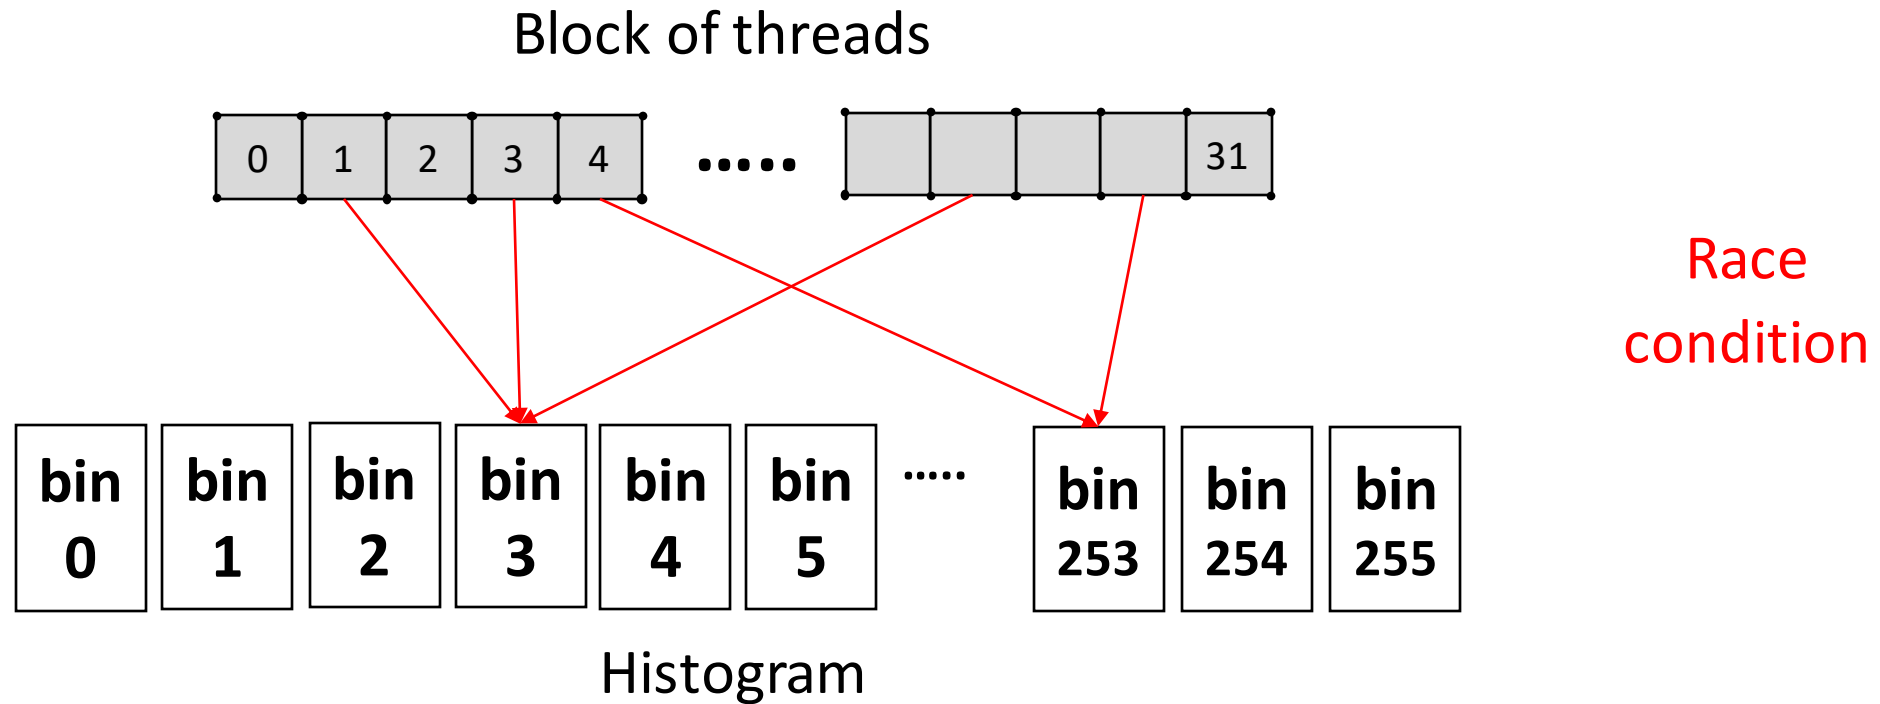 Block of threads
0 1 2 3 4 ..... 31
Race
condition
bin bin bin bin bin bin ..... bin bin bin
0 1 2 3 4 5 253 254 255
Histogram